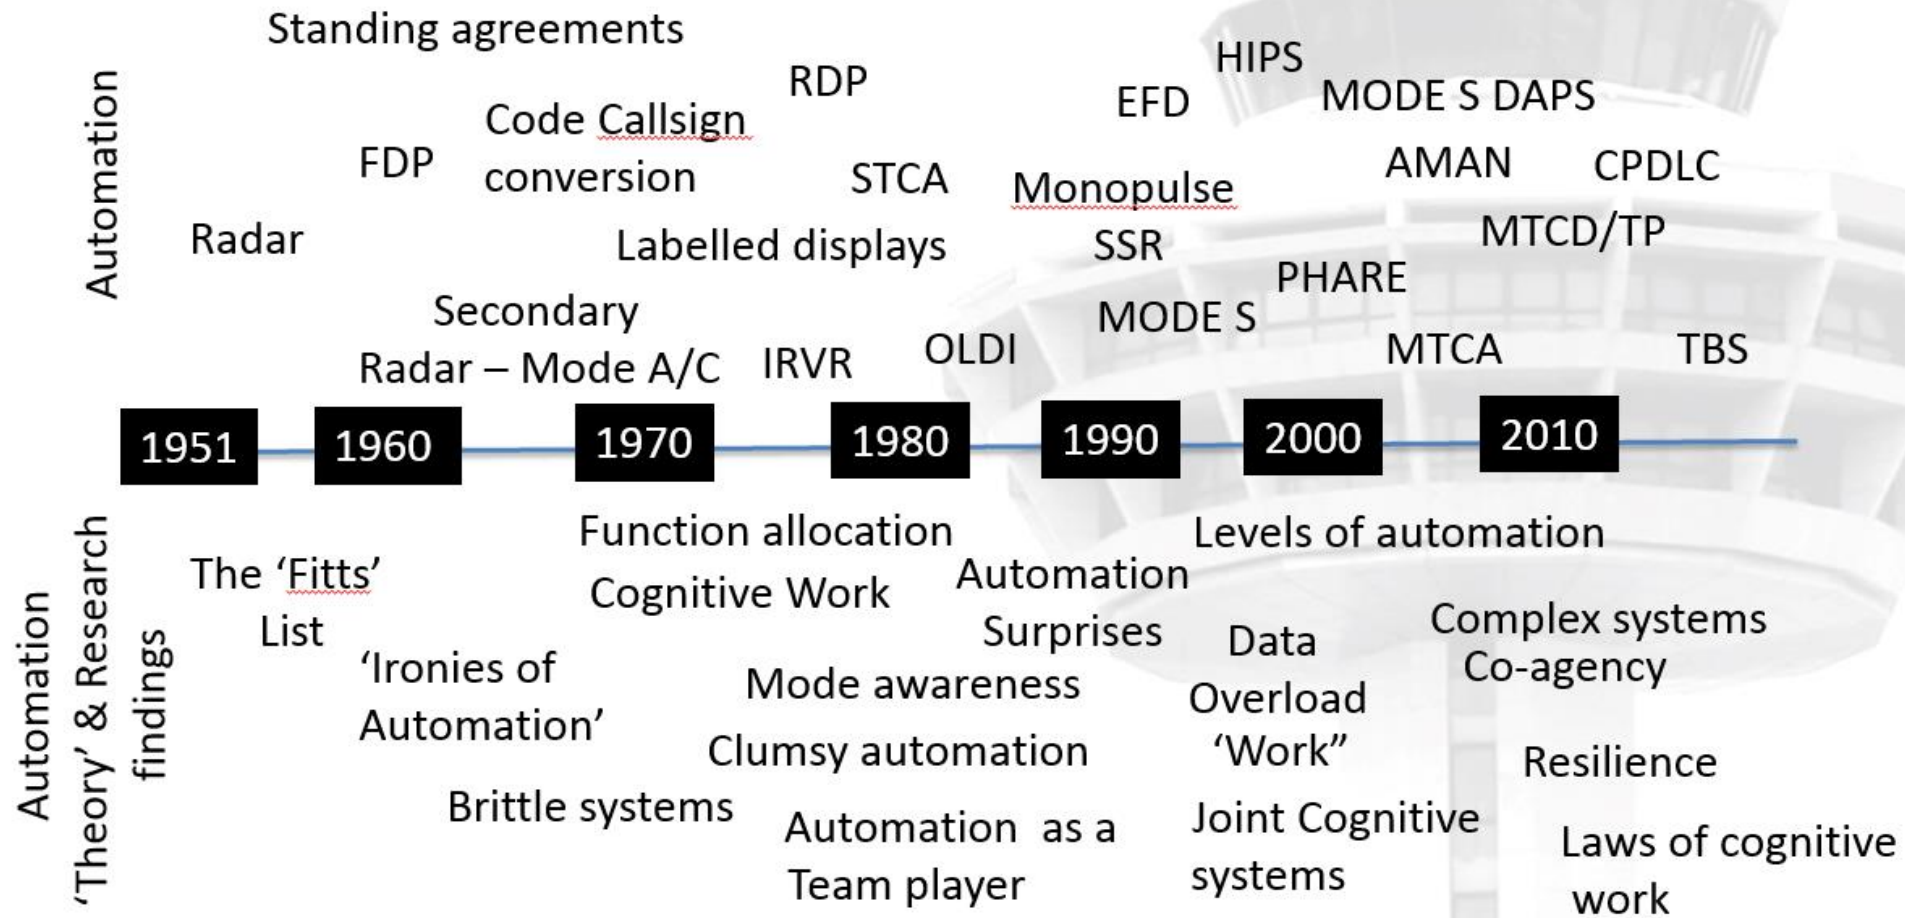 Automation
Standing agreements
HIPS
RDP
EFD
MODE S DAPS
Code Callsign
conversion
FDP
STCA
Monopulse
SSR
AMAN
CPDLC
Radar
Labelled displays
MTCD/TP
PHARE
Secondary
Radar – Mode A/C
MODE S
IRVR
OLDI
MTCA
TBS
1951
1960
1970
1980
1990
2000
2010
Automation
'Theory' & Research
findings
The 'Fitts'
List
Function allocation
Cognitive Work
Automation
Surprises
Levels of automation
'Ironies of
Automation'
Mode awareness
Data
Overload
'Work"
Complex systems
Co-agency
Clumsy automation
Resilience
Brittle systems
Automation as a
Team player
Joint Cognitive
systems
Laws of cognitive
work